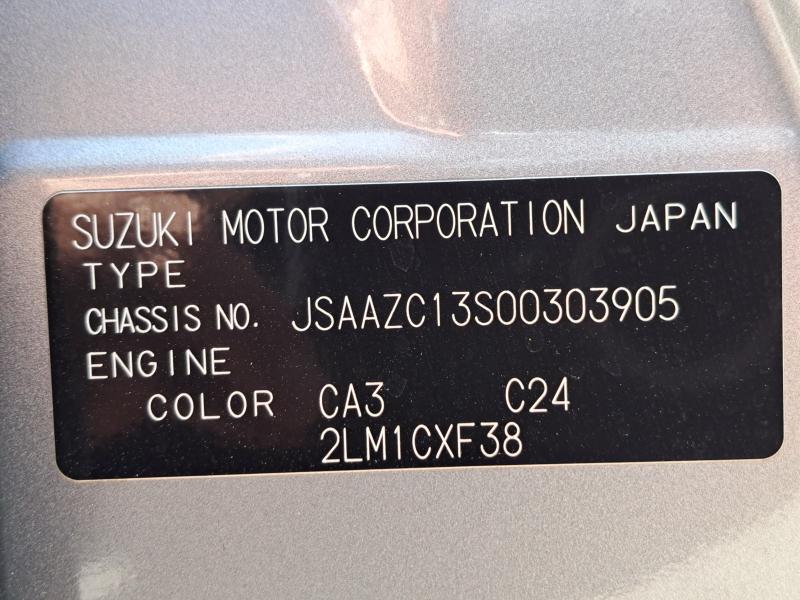 SUZUKI MOTOR CORPORATION JAPAN
TYPE
CHASSIS NO. JSAAZC13S00303905
ENGINE
COLOR CA3 C24
2LM1CXF38